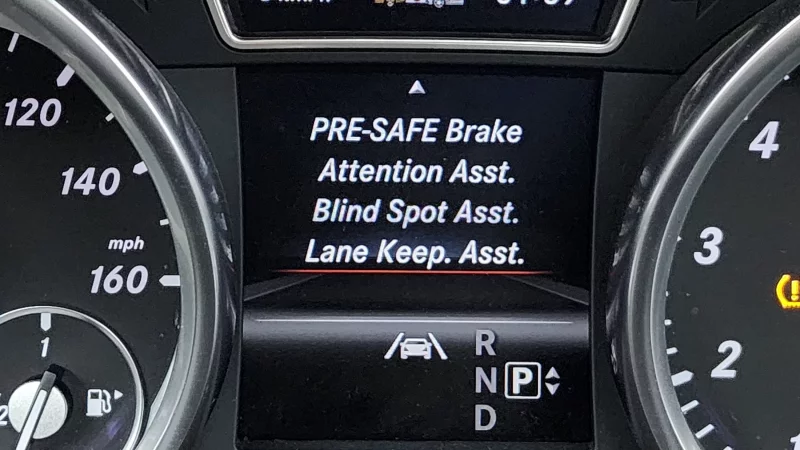 120
140
mph
160
1
PRE-SAFE Brake
Attention Asst.
Blind Spot Asst.
Lane Keep. Asst.
R
N P
D
4
3
2